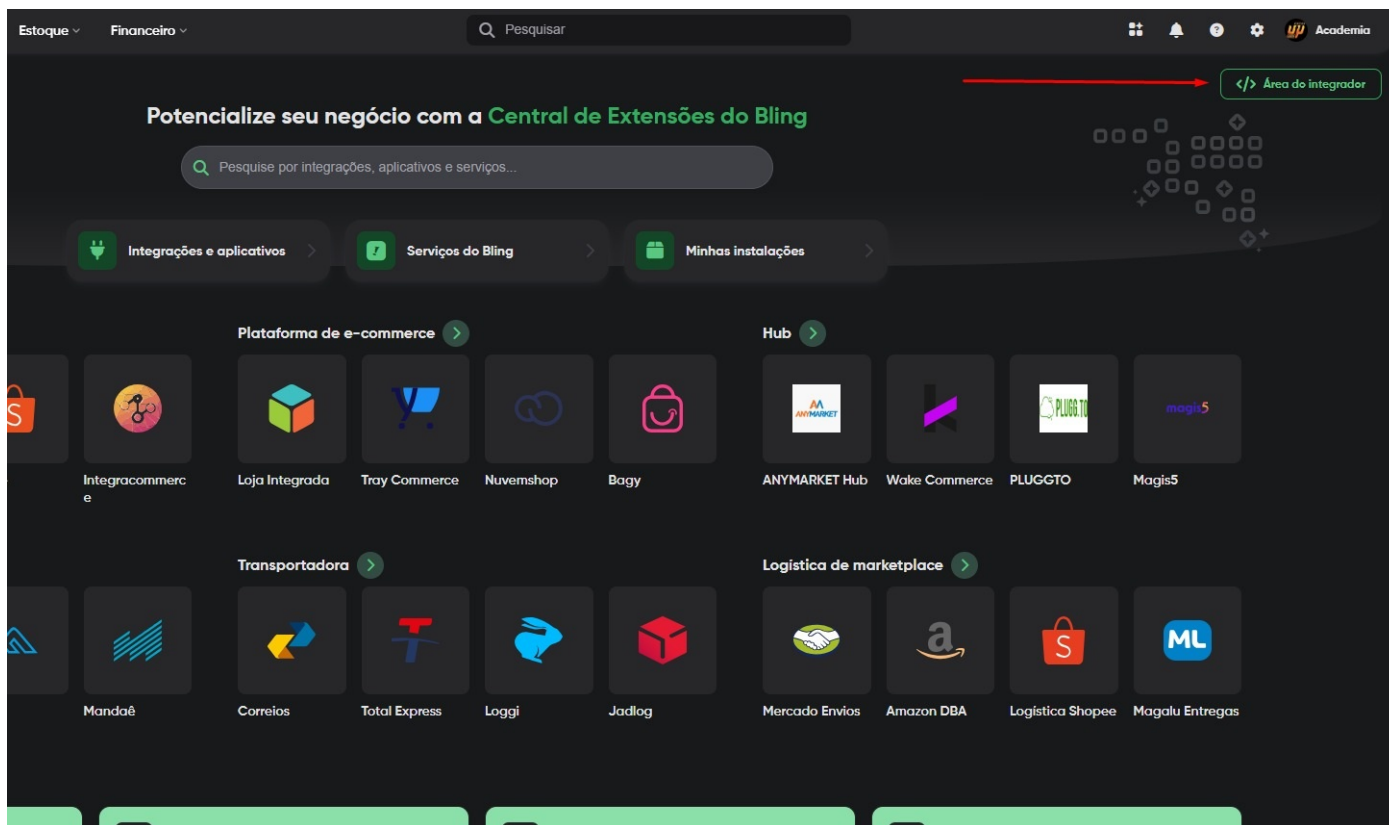 Estoque Financeiro Pesquisar Academia
</> Área do integrador
Potencialize seu negócio com a Central de Extensões do Bling
Pesquise por integrações, aplicativos e serviços...
Integrações e aplicativos Serviços do Bling Minhas instalações
Plataforma de e-commerce Hub
S ANYMARKET PLUGG.TO magis5
Integracommerc
e
Loja Integrada Tray Commerce Nuvemshop Bagy ANYMARKET Hub Wake Commerce PLUGGTO Magis5
Transportadora Logística de marketplace
a S ML
Mandaê Correios Total Express Loggi Jadlog Mercado Envios Amazon DBA Logística Shopee Magalu Entregas